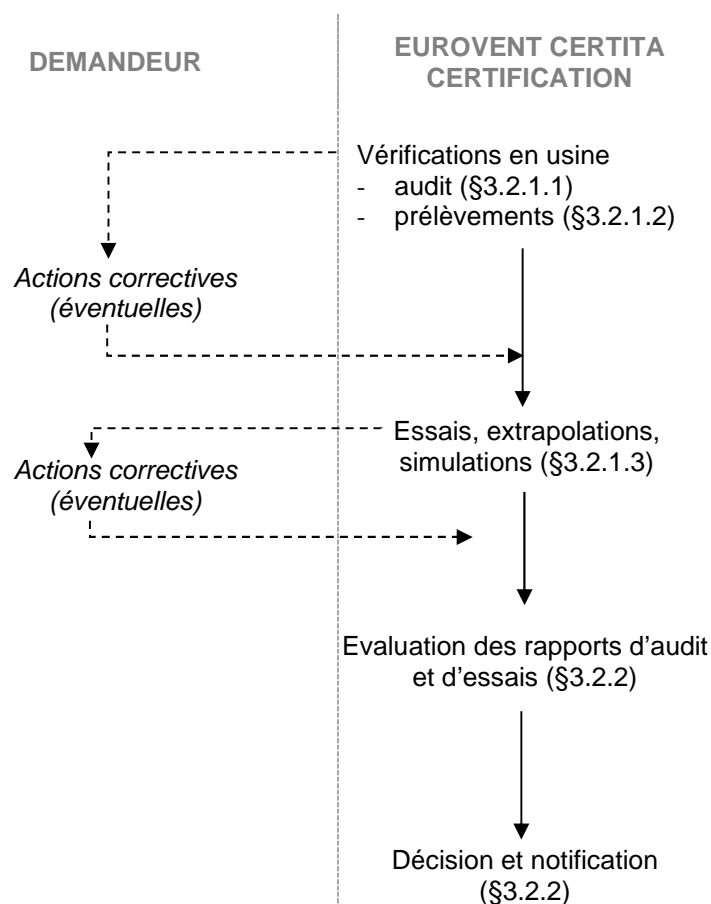 DEMANDEUR
EUROVENT CERTITA
CERTIFICATION
Vérifications en usine
- audit (§3.2.1.1)
- prélèvements (§3.2.1.2)
Actions correctives
(éventuelles)
Essais, extrapolations,
simulations (§3.2.1.3)
Actions correctives
(éventuelles)
Evaluation des rapports d'audit
et d'essais (§3.2.2)
Décision et notification
(§3.2.2)